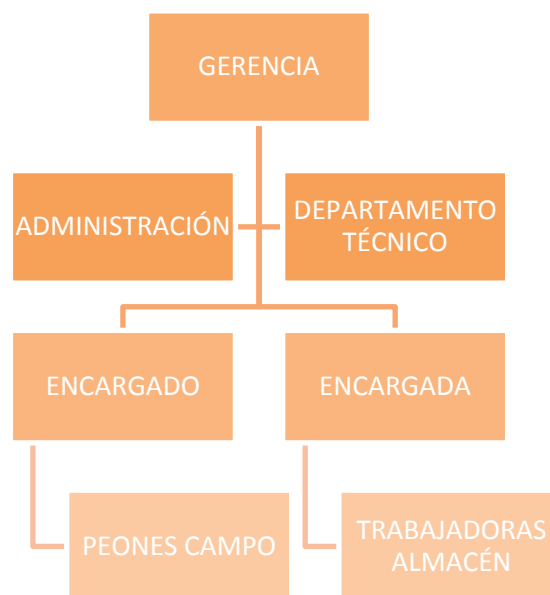 GERENCIA
ADMINISTRACIÓN
DEPARTAMENTO
TÉCNICO
ENCARGADO
ENCARGADA
PEONES CAMPO
TRABAJADORAS
ALMACÉN